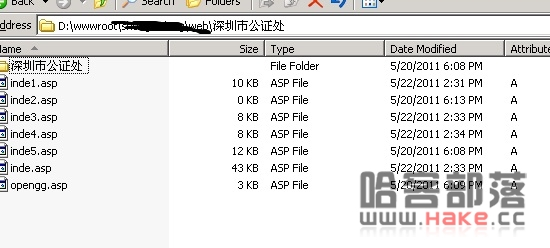 Search Folders
Address D:\wwwroot\ web\深圳市公证处
Name Size Type Date Modified Attribute
深圳市公证处 File Folder 5/20/2011 6:08 PM
inde1.asp 10 KB ASP File 5/22/2011 2:31 PM A
inde2.asp 0 KB ASP File 5/20/2011 6:13 PM A
inde3.asp 8 KB ASP File 5/22/2011 2:33 PM A
inde4.asp 8 KB ASP File 5/22/2011 2:34 PM A
inde5.asp 12 KB ASP File 5/20/2011 6:08 PM A
inde.asp 43 KB ASP File 5/22/2011 2:33 PM A
opengg.asp 3 KB ASP File 5/20/2011 6:09 PM A
哈客部落
www.Hake.cc